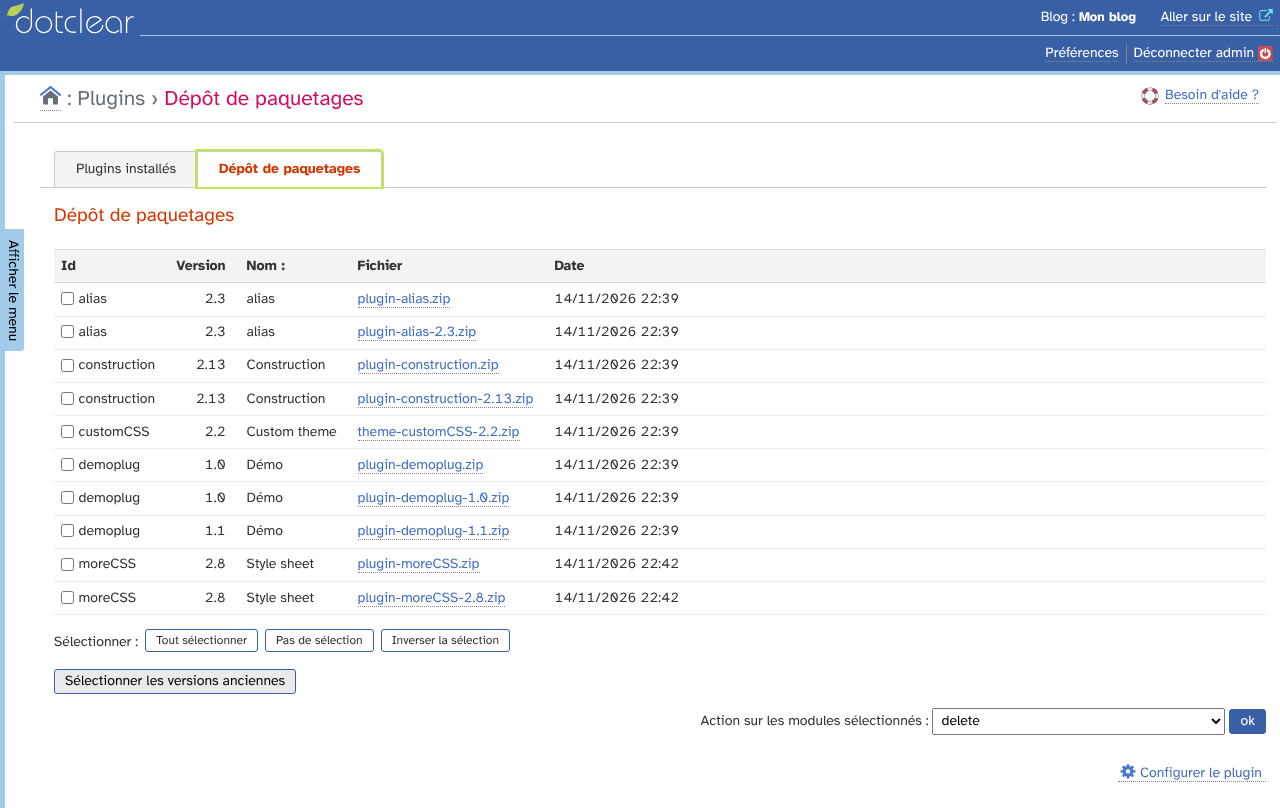 dotclear
Blog : Mon blog Aller sur le site
Préférences Déconnecter admin
: Plugins › Dépôt de paquetages
Besoin d'aide ?
Plugins installés Dépôt de paquetages
Dépôt de paquetages
Afficher le menu
Id Version Nom : Fichier Date
alias 2.3 alias plugin-alias.zip 14/11/2026 22:39
alias 2.3 alias plugin-alias-2.3.zip 14/11/2026 22:39
construction 2.13 Construction plugin-construction.zip 14/11/2026 22:39
construction 2.13 Construction plugin-construction-2.13.zip 14/11/2026 22:39
customCSS 2.2 Custom theme theme-customCSS-2.2.zip 14/11/2026 22:39
demoplug 1.0 Démo plugin-demoplug.zip 14/11/2026 22:39
demoplug 1.0 Démo plugin-demoplug-1.0.zip 14/11/2026 22:39
demoplug 1.1 Démo plugin-demoplug-1.1.zip 14/11/2026 22:39
moreCSS 2.8 Style sheet plugin-moreCSS.zip 14/11/2026 22:42
moreCSS 2.8 Style sheet plugin-moreCSS-2.8.zip 14/11/2026 22:42
Sélectionner : Tout sélectionner Pas de sélection Inverser la sélection
Sélectionner les versions anciennes
Action sur les modules sélectionnés : delete ok
Configurer le plugin